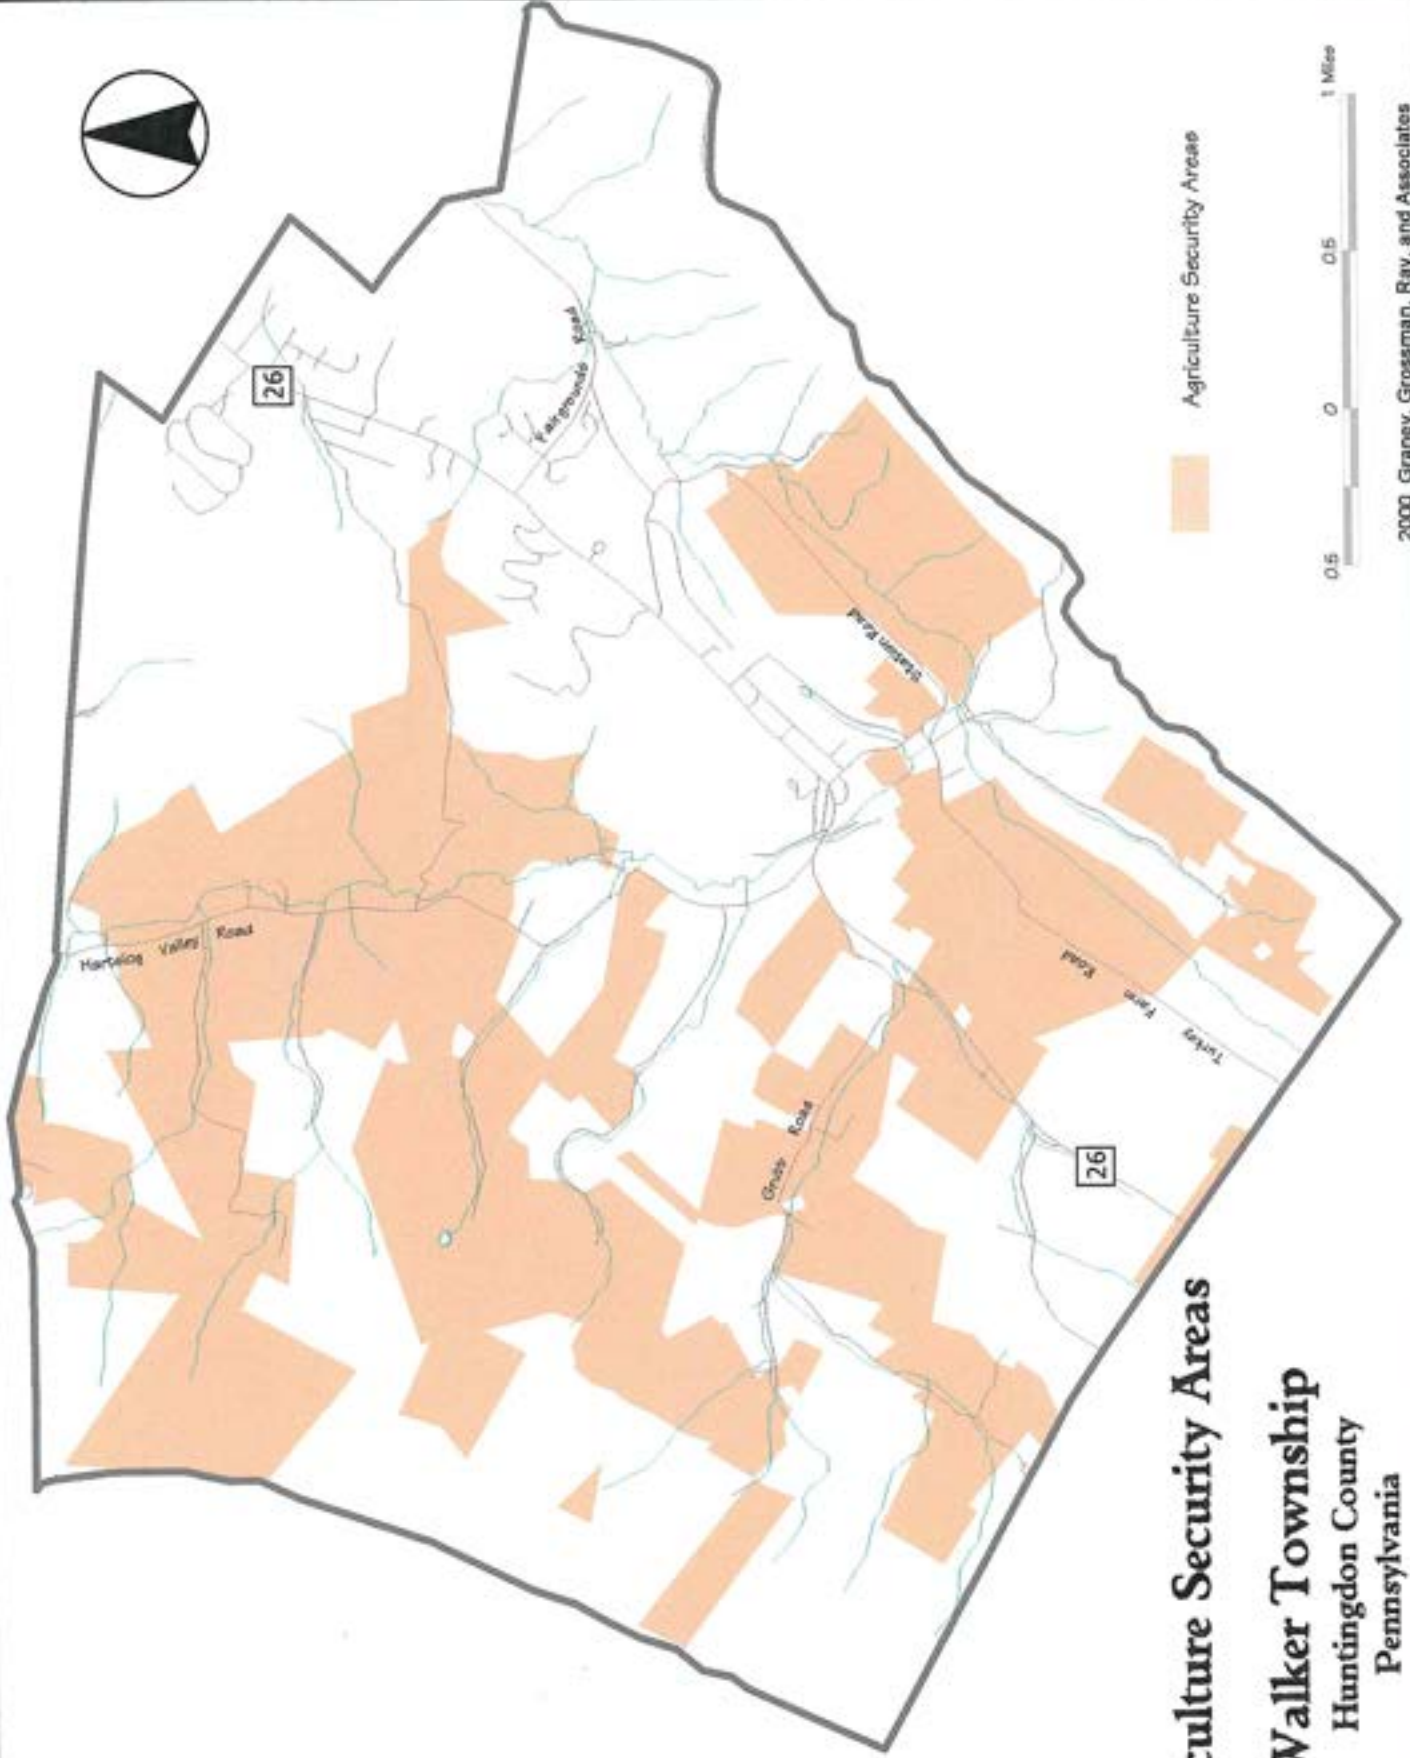 26
Fairgrounds Road
Hartslog Valley Road
Station Road
Grubb Road
Turkey Farm Road
26
Agriculture Security Areas
0.5 0 0.5 1 Miles
2000 Graney, Grossman, Ray, and Associates
culture Security Areas
Walker Township
Huntingdon County
Pennsylvania